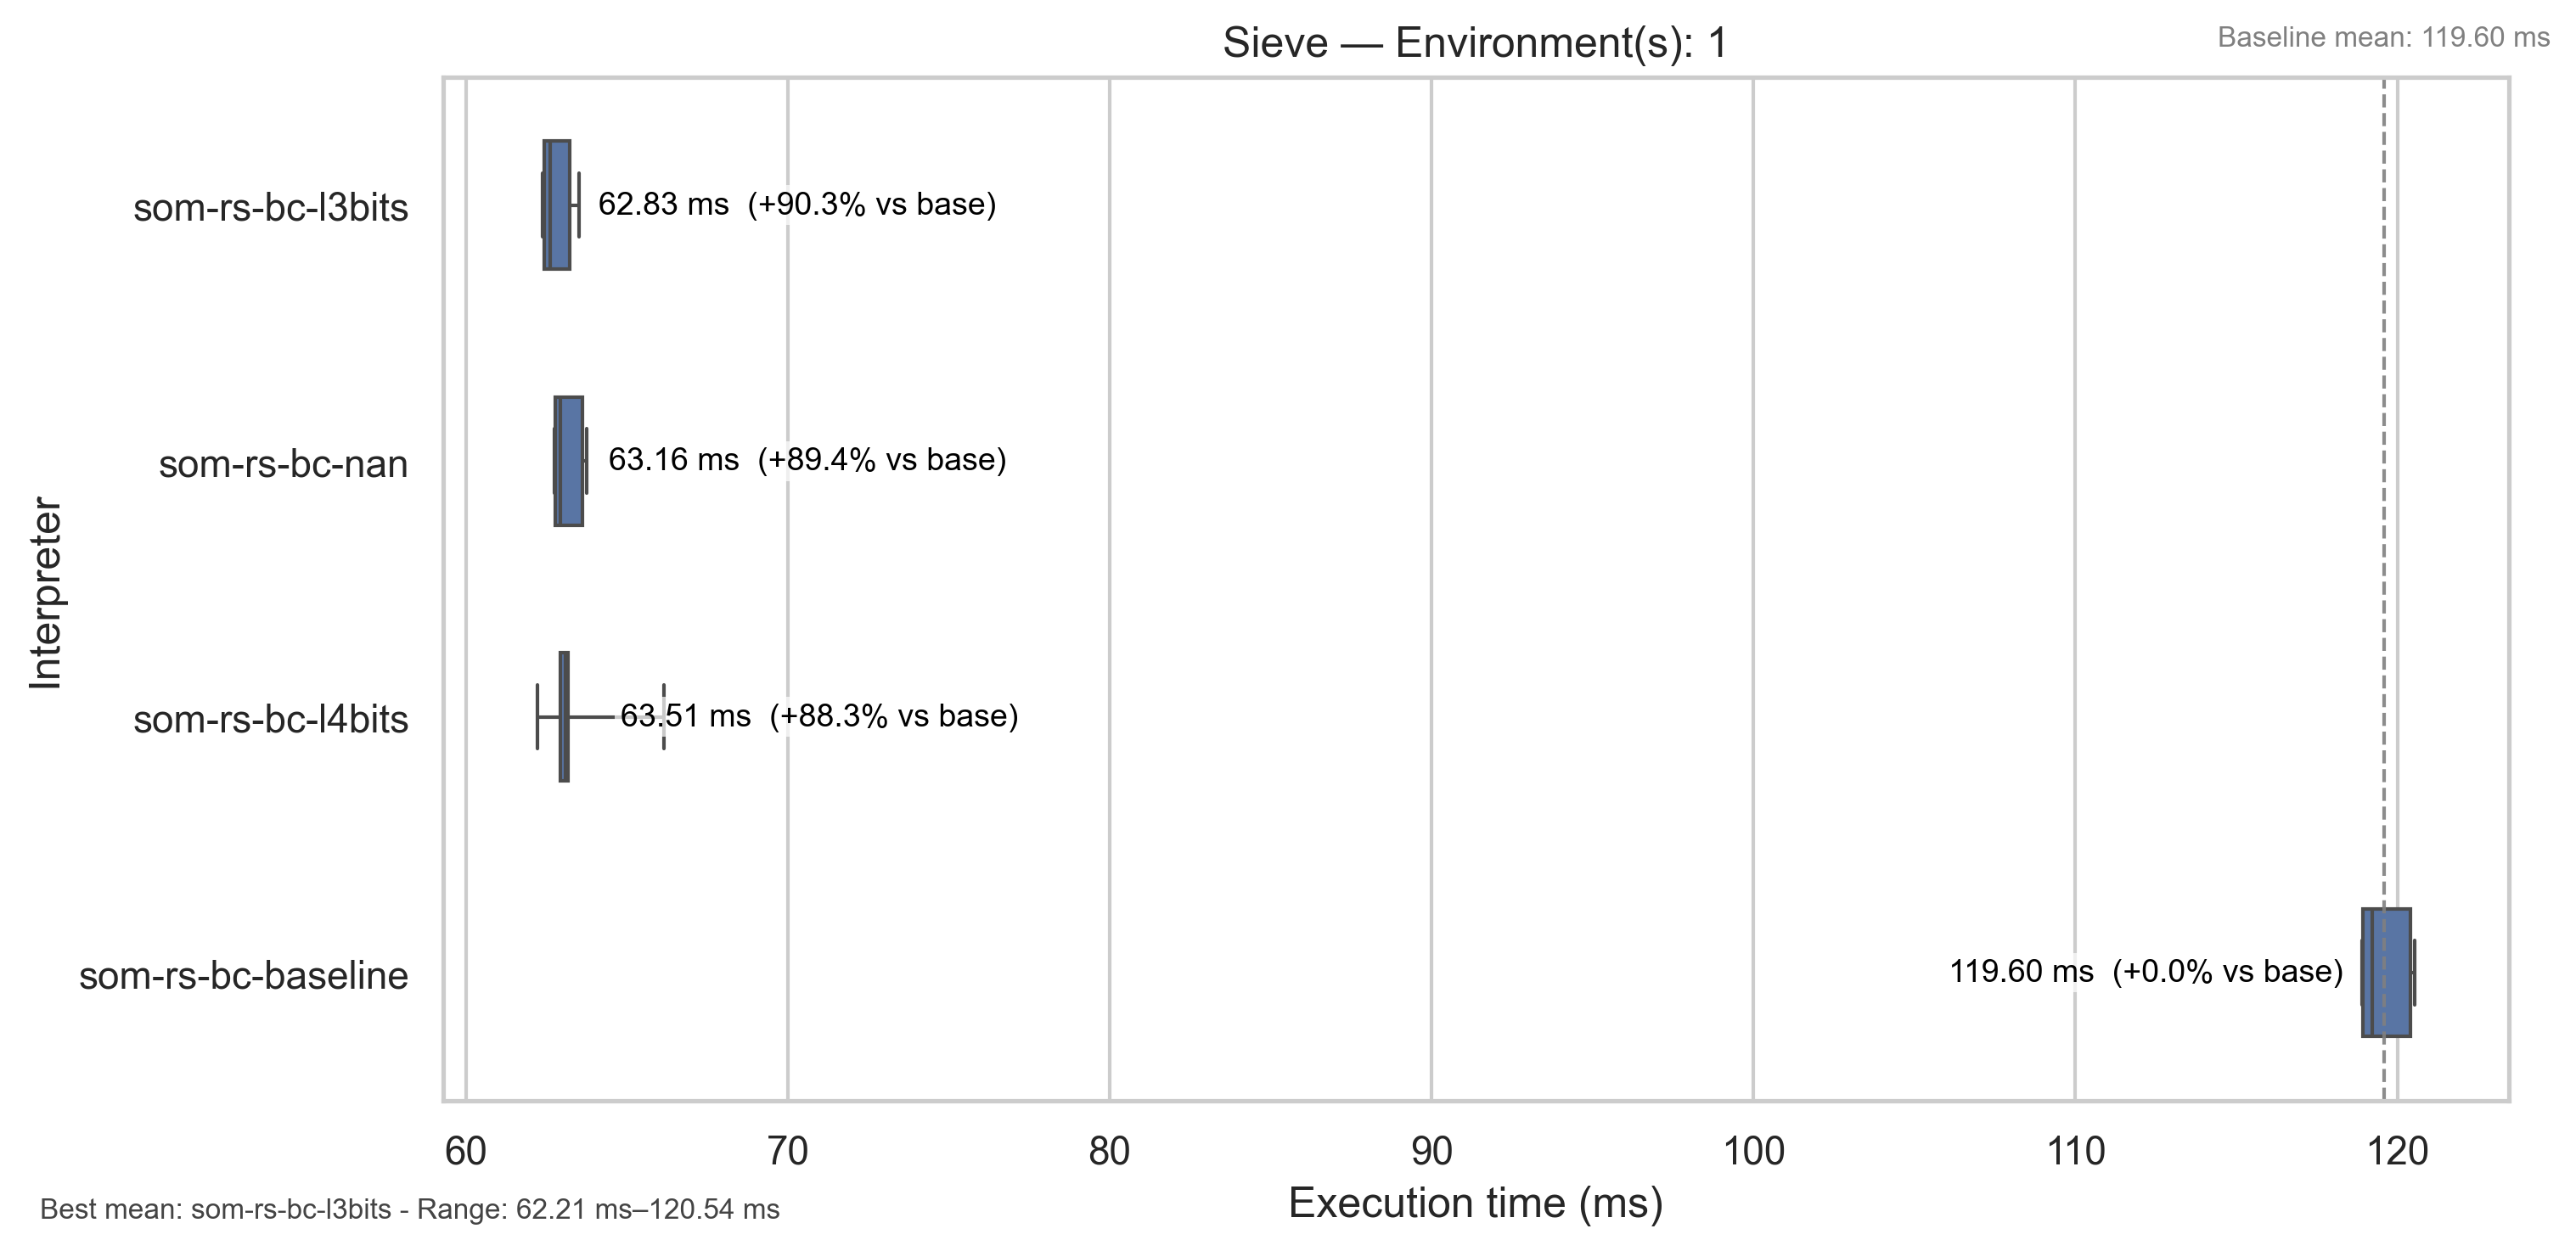 Sieve — Environment(s): 1
Baseline mean: 119.60 ms
som-rs-bc-l3bits
62.83 ms  (+90.3% vs base)
som-rs-bc-nan
63.16 ms  (+89.4% vs base)
Interpreter
som-rs-bc-l4bits
63.51 ms  (+88.3% vs base)
som-rs-bc-baseline
119.60 ms  (+0.0% vs base)
60 70 80 90 100 110 120
Execution time (ms)
Best mean: som-rs-bc-l3bits - Range: 62.21 ms–120.54 ms